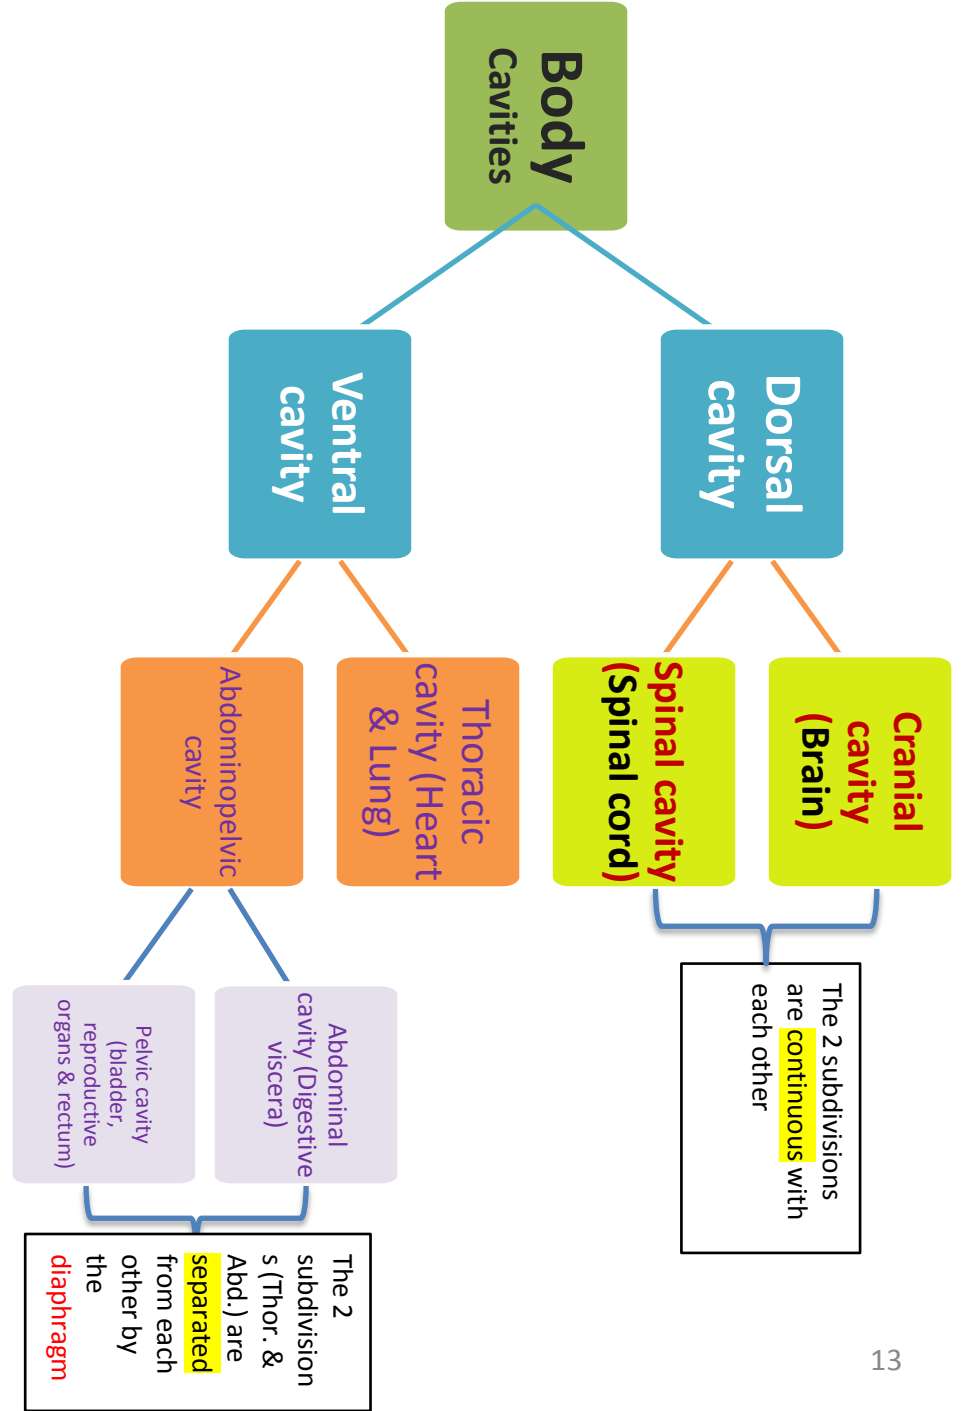 Body
Cavities
Dorsal
cavity
Ventral
cavity
Cranial
cavity
(Brain)
Spinal cavity
(Spinal cord)
Thoracic
cavity (Heart
& Lung)
Abdominopelvic
cavity
The 2 subdivisions
are continuous with
each other
Abdominal
cavity (Digestive
viscera)
Pelvic cavity
(bladder,
reproductive
organs & rectum)
The 2
subdivision
s (Thor. &
Abd.) are
separated
from each
other by
the
diaphragm
13